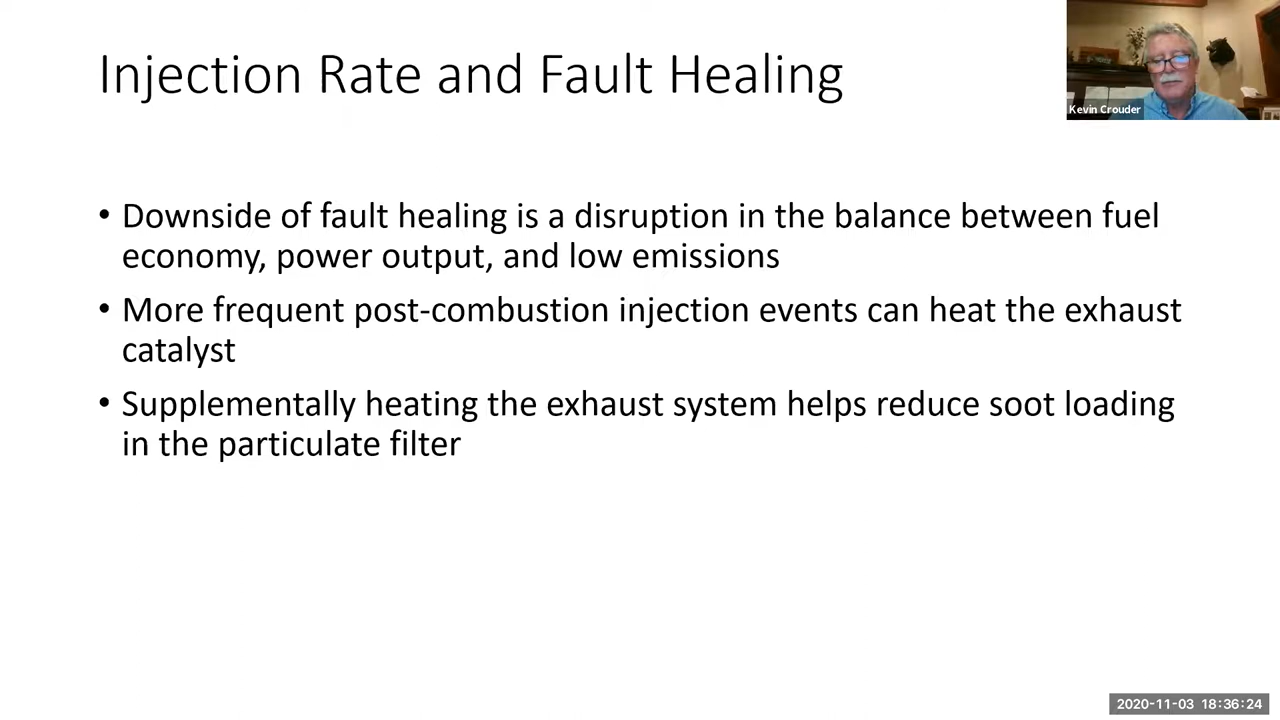 Injection Rate and Fault Healing
Kevin Crouder
• Downside of fault healing is a disruption in the balance between fuel
economy, power output, and low emissions
• More frequent post-combustion injection events can heat the exhaust
catalyst
• Supplementally heating the exhaust system helps reduce soot loading
in the particulate filter
2020-11-03 18:36:24